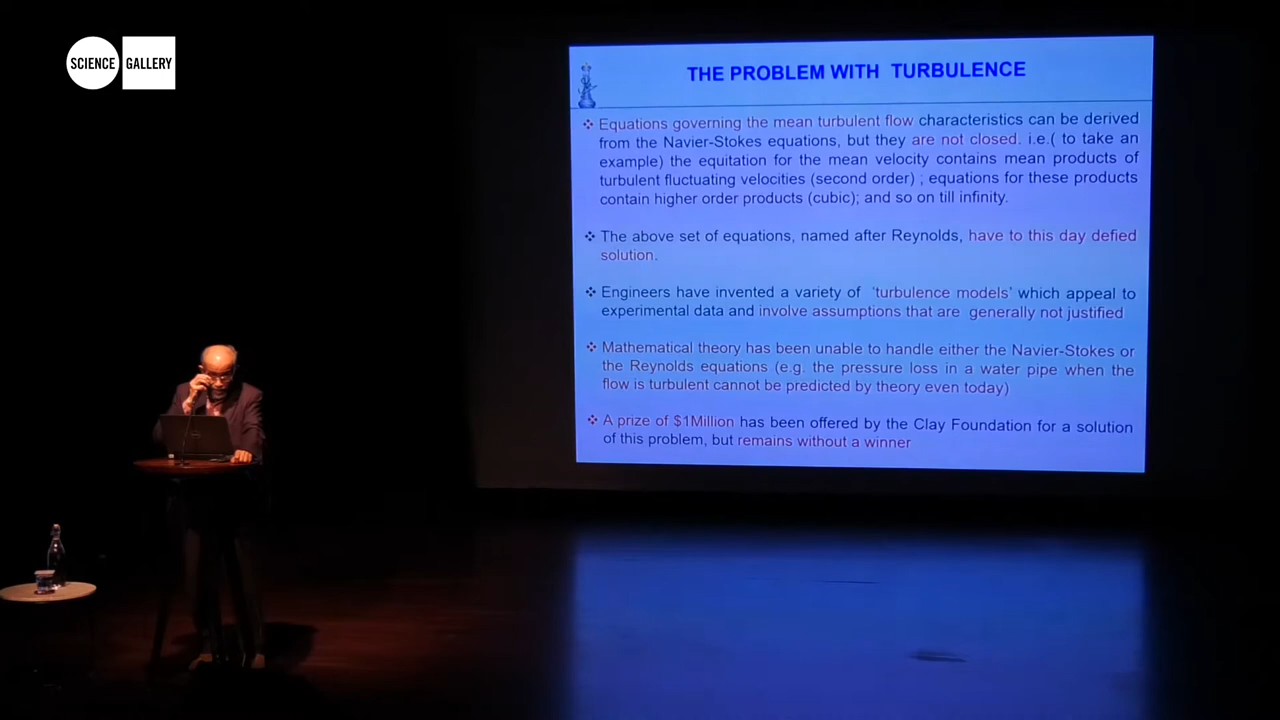 SCIENCE
GALLERY
THE PROBLEM WITH TURBULENCE
❖ Equations governing the mean turbulent flow characteristics can be derived
from the Navier-Stokes equations, but they are not closed. i.e.( to take an
example) the equitation for the mean velocity contains mean products of
turbulent fluctuating velocities (second order) ; equations for these products
contain higher order products (cubic); and so on till infinity.
❖ The above set of equations, named after Reynolds, have to this day defied
solution.
❖ Engineers have invented a variety of 'turbulence models' which appeal to
experimental data and involve assumptions that are generally not justified
❖ Mathematical theory has been unable to handle either the Navier-Stokes or
the Reynolds equations (e.g. the pressure loss in a water pipe when the
flow is turbulent cannot be predicted by theory even today)
❖ A prize of $1Million has been offered by the Clay Foundation for a solution
of this problem, but remains without a winner